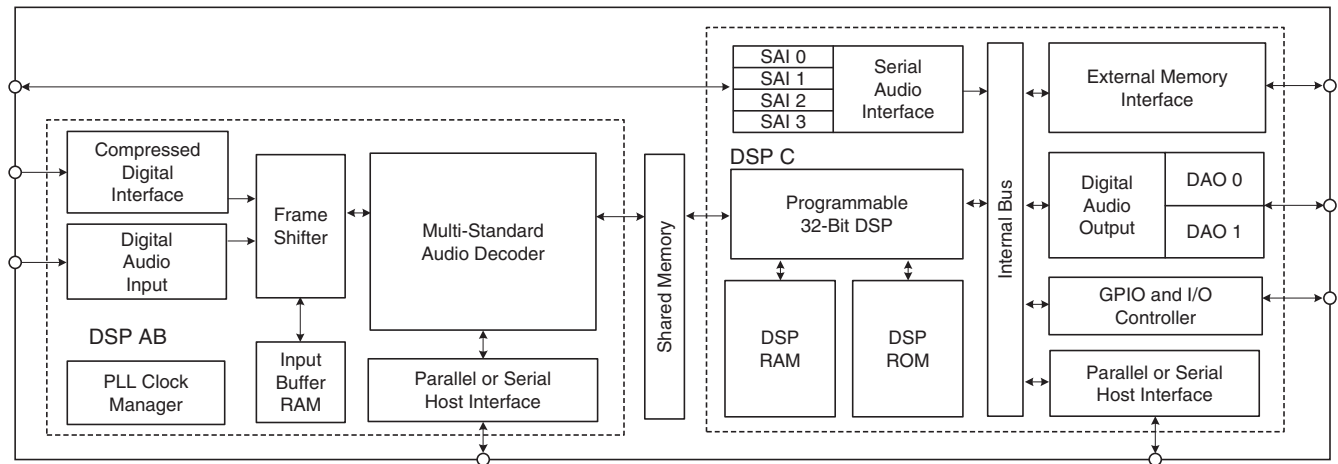 SAI 0
SAI 1
SAI 2
SAI 3
Serial
Audio
Interface
External Memory
Interface
Compressed
Digital
Interface
Frame
Shifter
Multi-Standard
Audio Decoder
Digital
Audio
Input
DSP AB
PLL Clock
Manager
Input
Buffer
RAM
Parallel or Serial
Host Interface
Shared Memory
DSP C
Programmable
32-Bit DSP
DSP
RAM
DSP
ROM
Internal Bus
Digital
Audio
Output
DAO 0
DAO 1
GPIO and I/O
Controller
Parallel or Serial
Host Interface